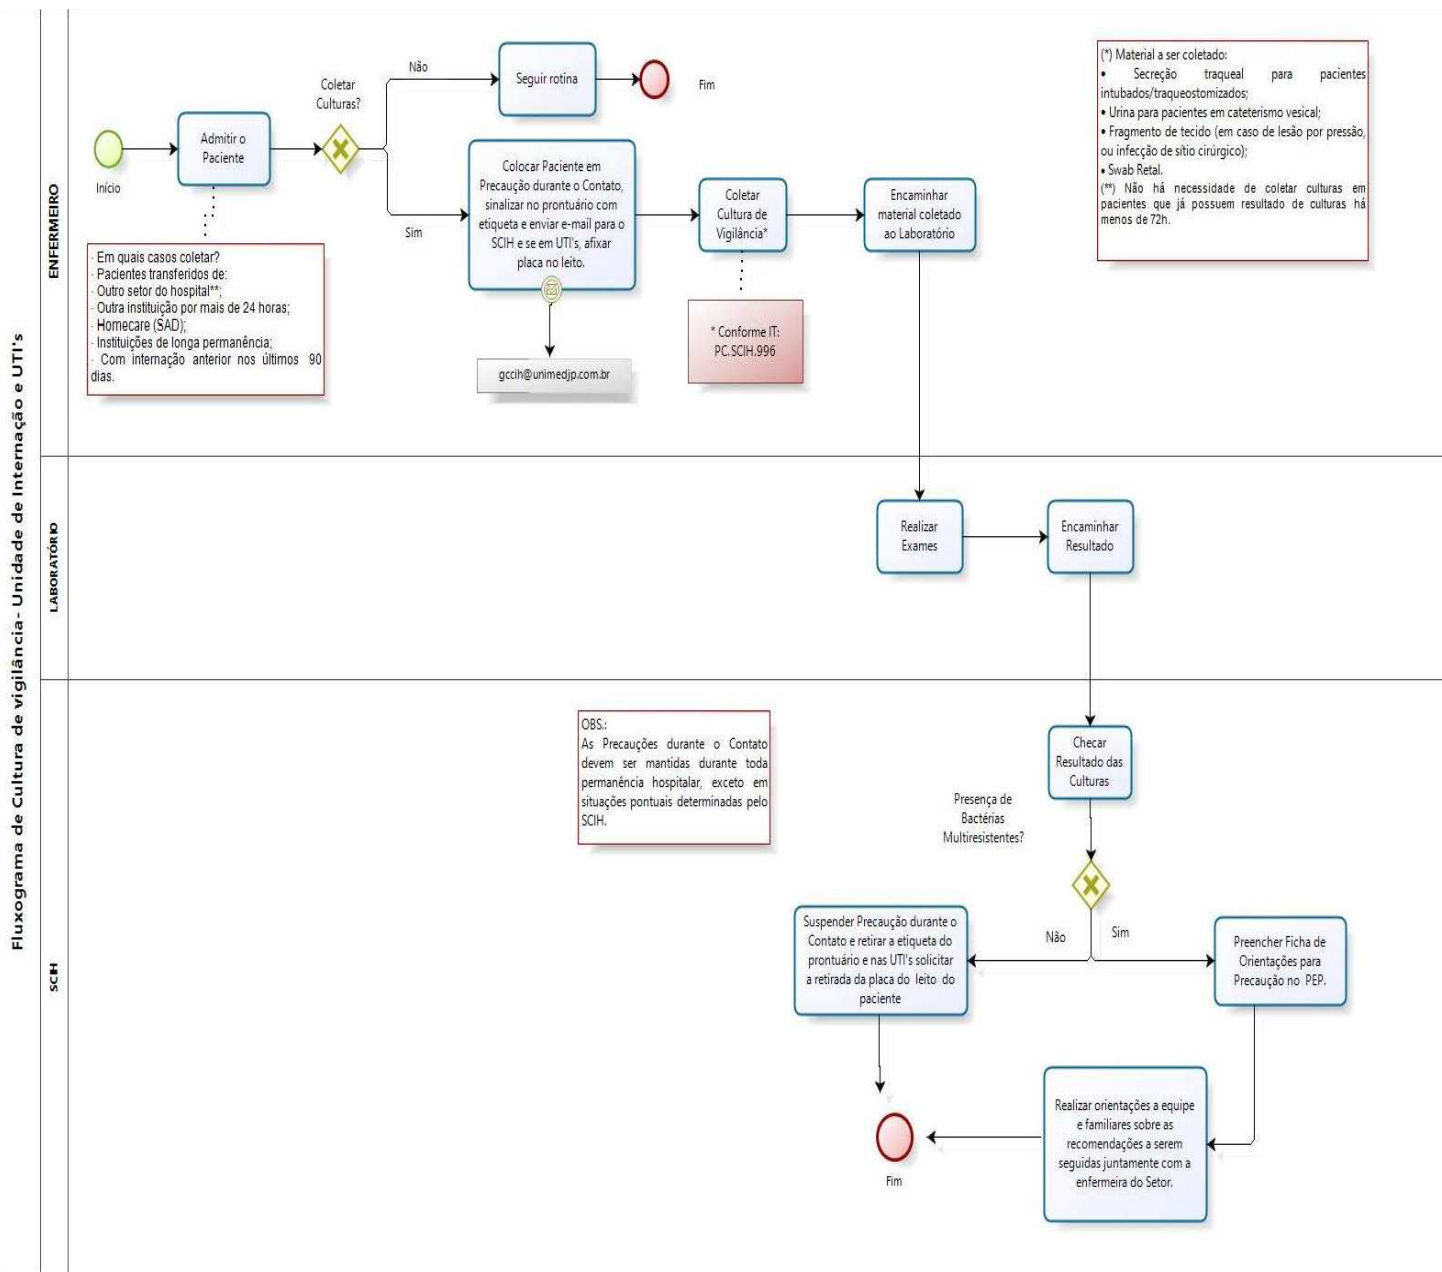 Fluxograma de Cultura de vigilância - Unidade de Internação e UTI's
ENFERMEIRO
Início
Admitir o
Paciente
Coletar
Culturas?
Não
Seguir rotina
Fim
Sim
Colocar Paciente em
Precaução durante o Contato,
sinalizar no prontuário com
etiqueta e enviar e-mail para o
SCIH e se em UTI's, afixar
placa no leito.
gccih@unimedjp.com.br
Coletar
Cultura de
Vigilância*
* Conforme IT:
PC.SCIH.996
Encaminhar
material coletado
ao Laboratório
· Em quais casos coletar?
· Pacientes transferidos de:
· Outro setor do hospital**;
· Outra instituição por mais de 24 horas;
· Homecare (SAD);
· Instituições de longa permanência;
· Com internação anterior nos últimos 90
dias.
(*) Material a ser coletado:
• Secreção traqueal para pacientes
intubados/traqueostomizados;
• Urina para pacientes em cateterismo vesical;
• Fragmento de tecido (em caso de lesão por pressão,
ou infecção de sítio cirúrgico);
• Swab Retal.
(**) Não há necessidade de coletar culturas em
pacientes que já possuem resultado de culturas há
menos de 72h.
LABORATÓRIO
Realizar
Exames
Encaminhar
Resultado
SCIH
OBS.:
As Precauções durante o Contato
devem ser mantidas durante toda
permanência hospitalar, exceto em
situações pontuais determinadas pelo
SCIH.
Checar
Resultado das
Culturas
Presença de
Bactérias
Multiresistentes?
Não
Sim
Suspender Precaução durante o
Contato e retirar a etiqueta do
prontuário e nas UTI's solicitar
a retirada da placa do leito do
paciente
Preencher Ficha de
Orientações para
Precaução no PEP.
Realizar orientações a equipe
e familiares sobre as
recomendações a serem
seguidas juntamente com a
enfermeira do Setor.
Fim